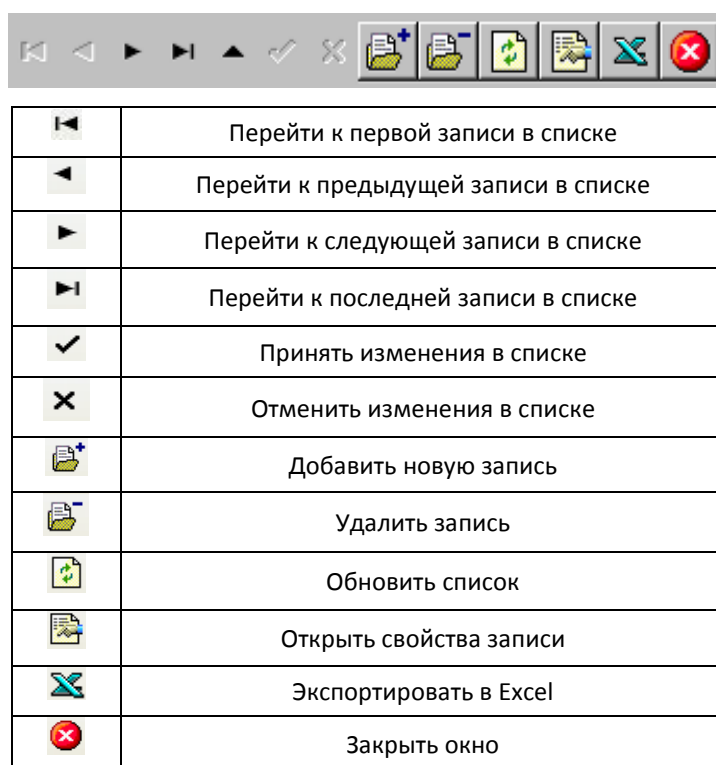 Перейти к первой записи в списке
Перейти к предыдущей записи в списке
Перейти к следующей записи в списке
Перейти к последней записи в списке
Принять изменения в списке
Отменить изменения в списке
Добавить новую запись
Удалить запись
Обновить список
Открыть свойства записи
Экспортировать в Excel
Закрыть окно